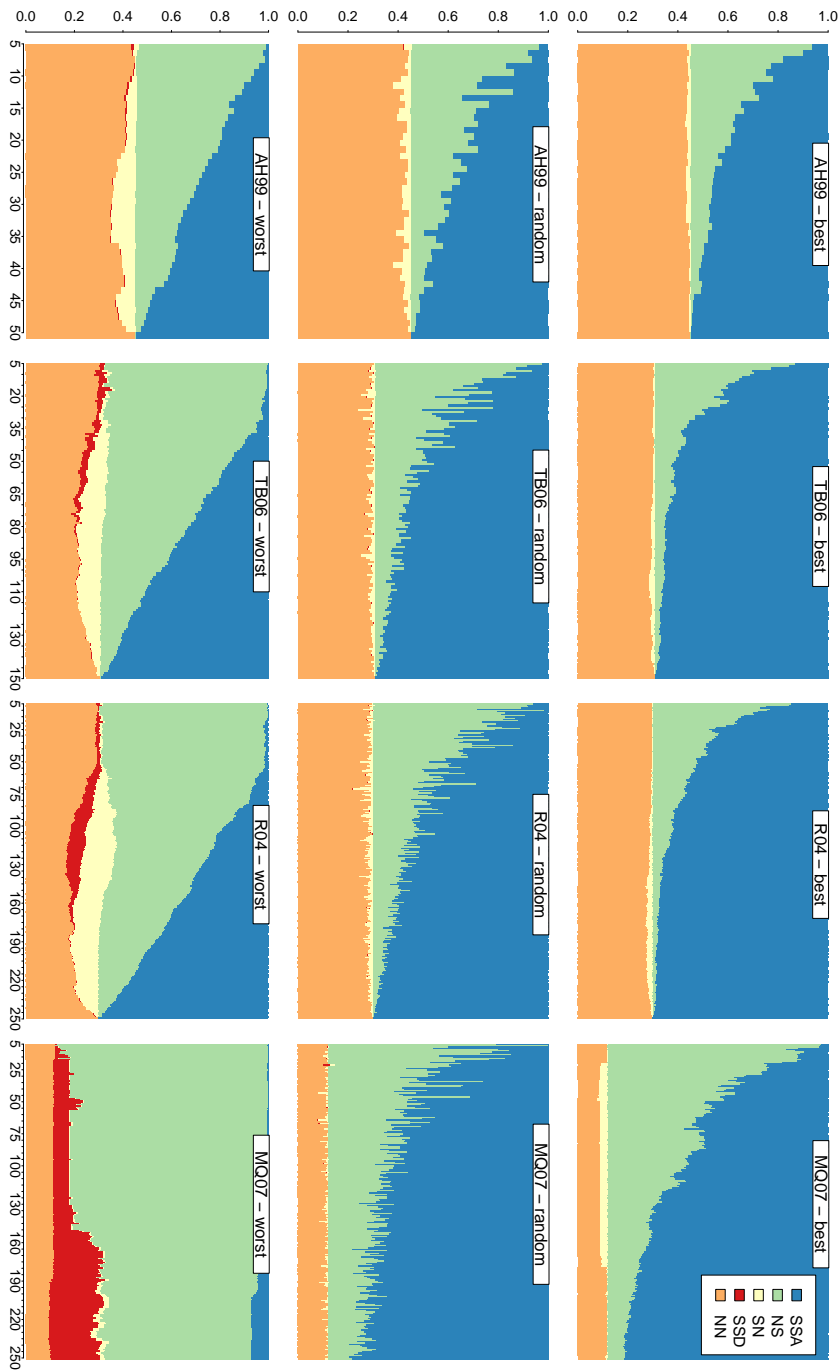 0.0 0.2 0.4 0.6 0.8 1.0
AH99 – best
TB06 – best
R04 – best
MQ07 – best
SSA
NS
SN
SSD
NN
0.0 0.2 0.4 0.6 0.8 1.0
AH99 – random
TB06 – random
R04 – random
MQ07 – random
0.0 0.2 0.4 0.6 0.8 1.0
AH99 – worst
TB06 – worst
R04 – worst
MQ07 – worst
5 10 15 20 25 30 35 40 45 50
5 20 35 50 65 80 95 110 130 150
5 25 50 75 100 130 160 190 220 250
5 25 50 75 100 130 160 190 220 250